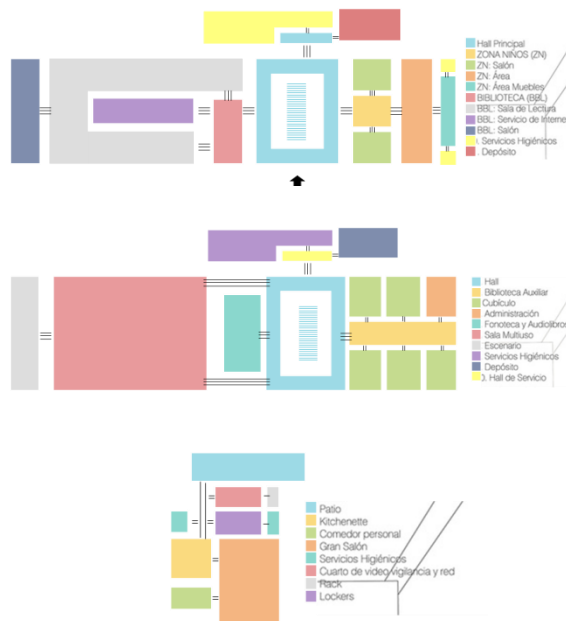 Hall Principal
ZONA NIÑOS (ZN)
ZN: Salón
ZN: Área
ZN: Área Muebles
BIBLIOTECA (BBL)
BBL: Sala de Lectura
BBL: Servicio de Interne
BBL: Salón
). Servicios Higiénicos
. Depósito
Hall
Biblioteca Auxiliar
Cubículo
Administración
Fonoteca y Audiolibros
Sala Multiuso
Escenario
Servicios Higiénicos
Depósito
0. Hall de Servicio
Patio
Kitchenette
Comedor personal
Gran Salón
Servicios Higiénicos
Cuarto de video vigilancia y red
Rack
Lockers